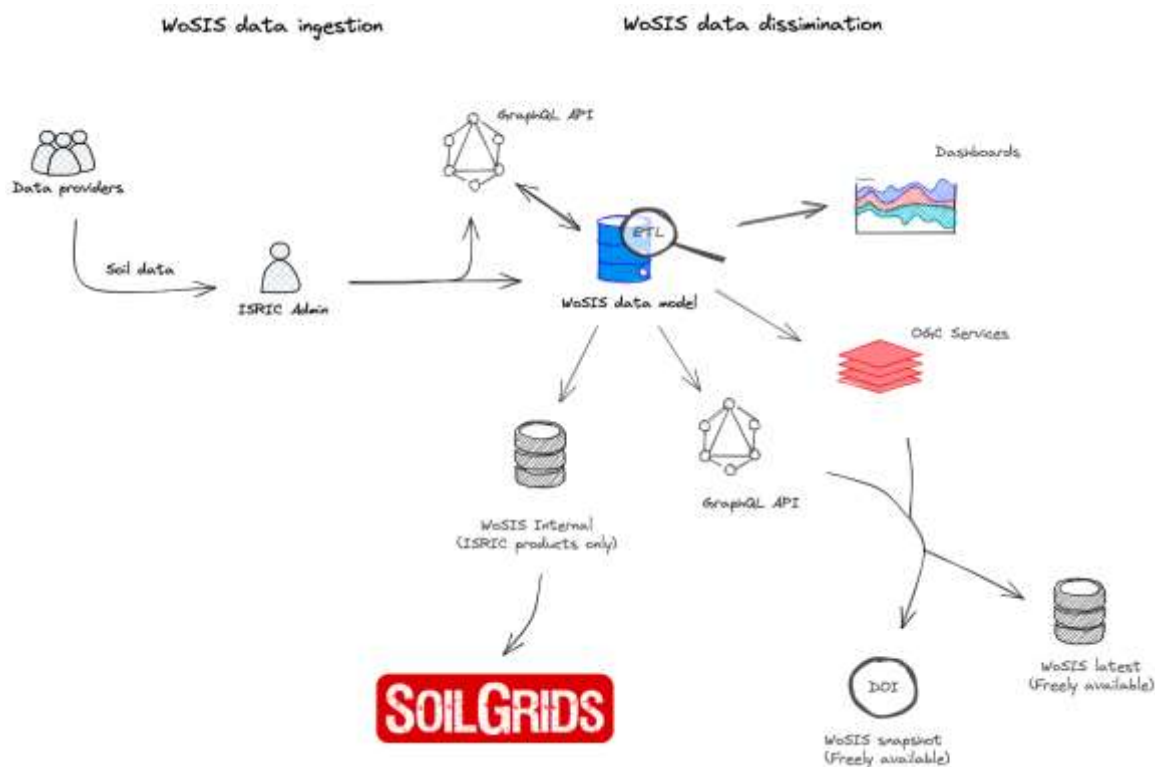 WoSIS data ingestion
WoSIS data dissimination
GraphQL API
Dashboards
Data providers
ETL
Soil data
ISRIC Admin
WoSIS data model
OGC Services
GraphQL API
WoSIS Internal
(ISRIC products only)
WoSIS latest
(Freely available)
SOILGRIDS
DOI
WoSIS snapshot
(Freely available)